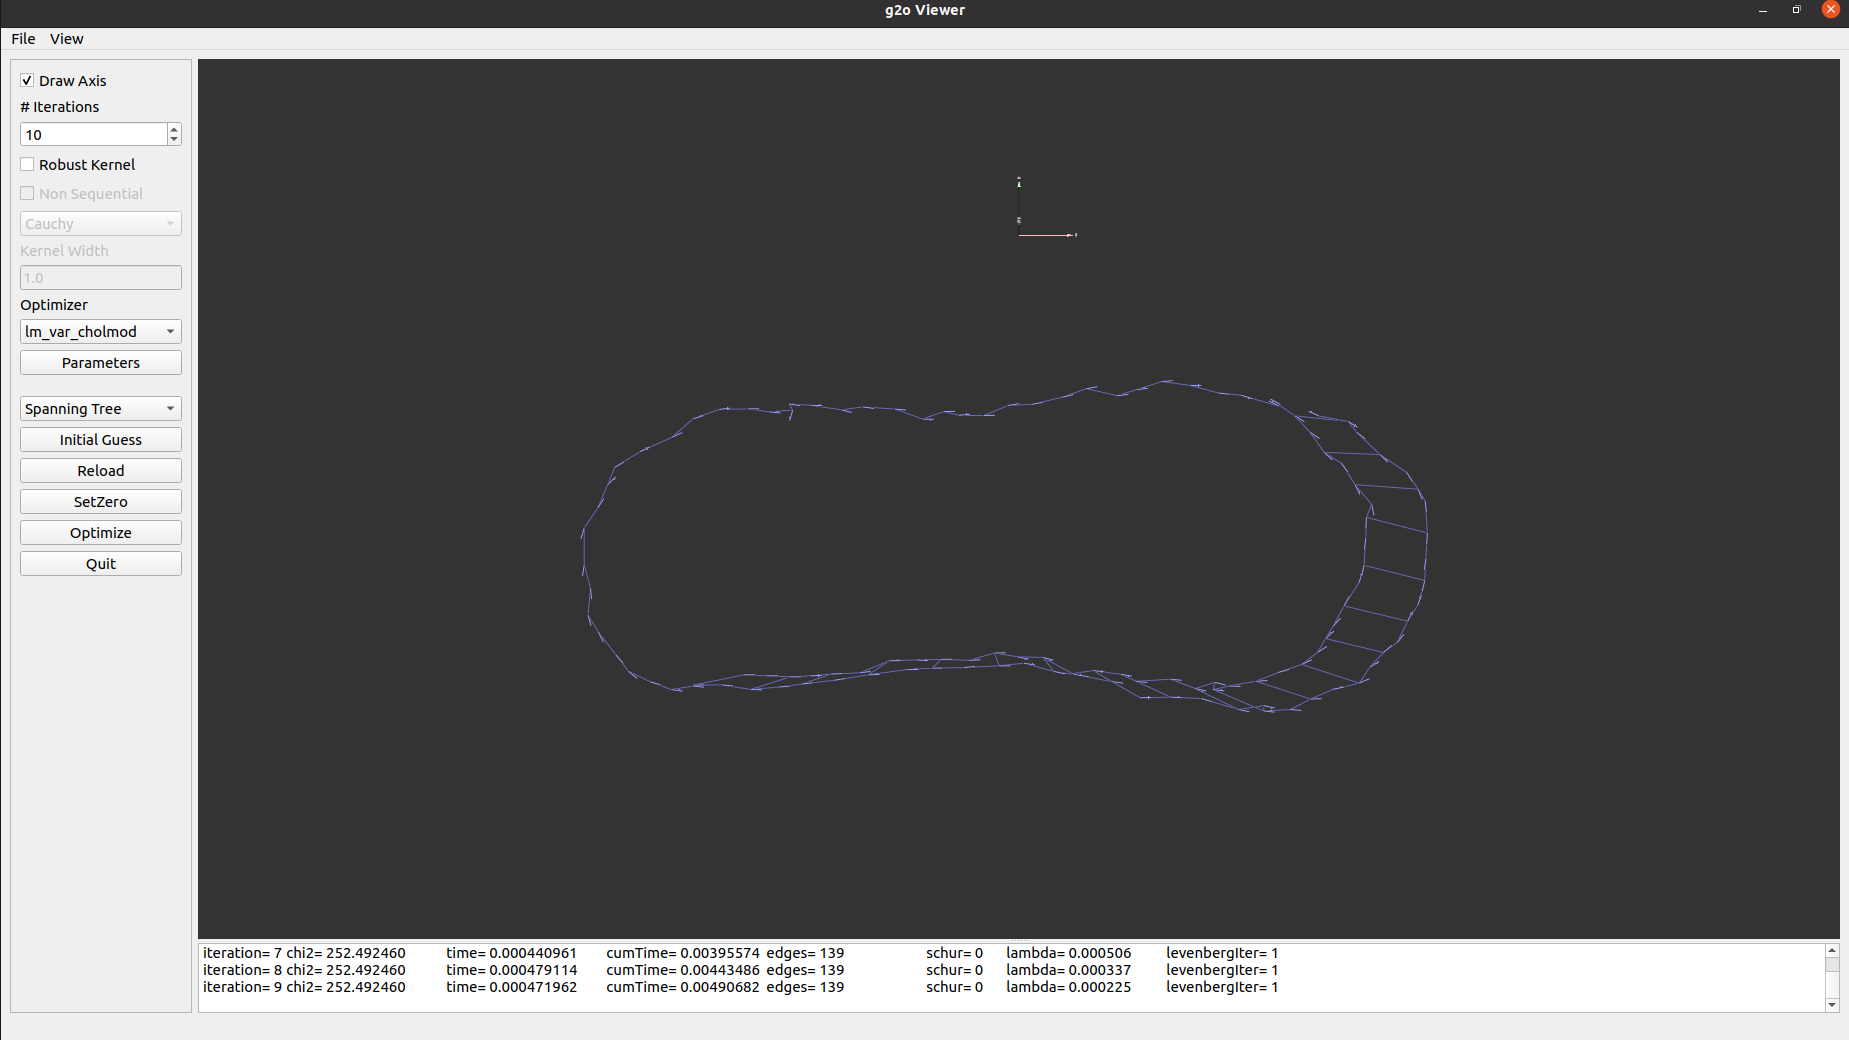 g2o Viewer
File View
Draw Axis
# Iterations
10
Robust Kernel
Non Sequential
Cauchy
Kernel Width
1.0
Optimizer
lm_var_cholmod
Parameters
Spanning Tree
Initial Guess
Reload
SetZero
Optimize
Quit
iteration= 7 chi2= 252.492460 time= 0.000440961 cumTime= 0.00395574 edges= 139 schur= 0 lambda= 0.000506 levenbergIter= 1
iteration= 8 chi2= 252.492460 time= 0.000479114 cumTime= 0.00443486 edges= 139 schur= 0 lambda= 0.000337 levenbergIter= 1
iteration= 9 chi2= 252.492460 time= 0.000471962 cumTime= 0.00490682 edges= 139 schur= 0 lambda= 0.000225 levenbergIter= 1